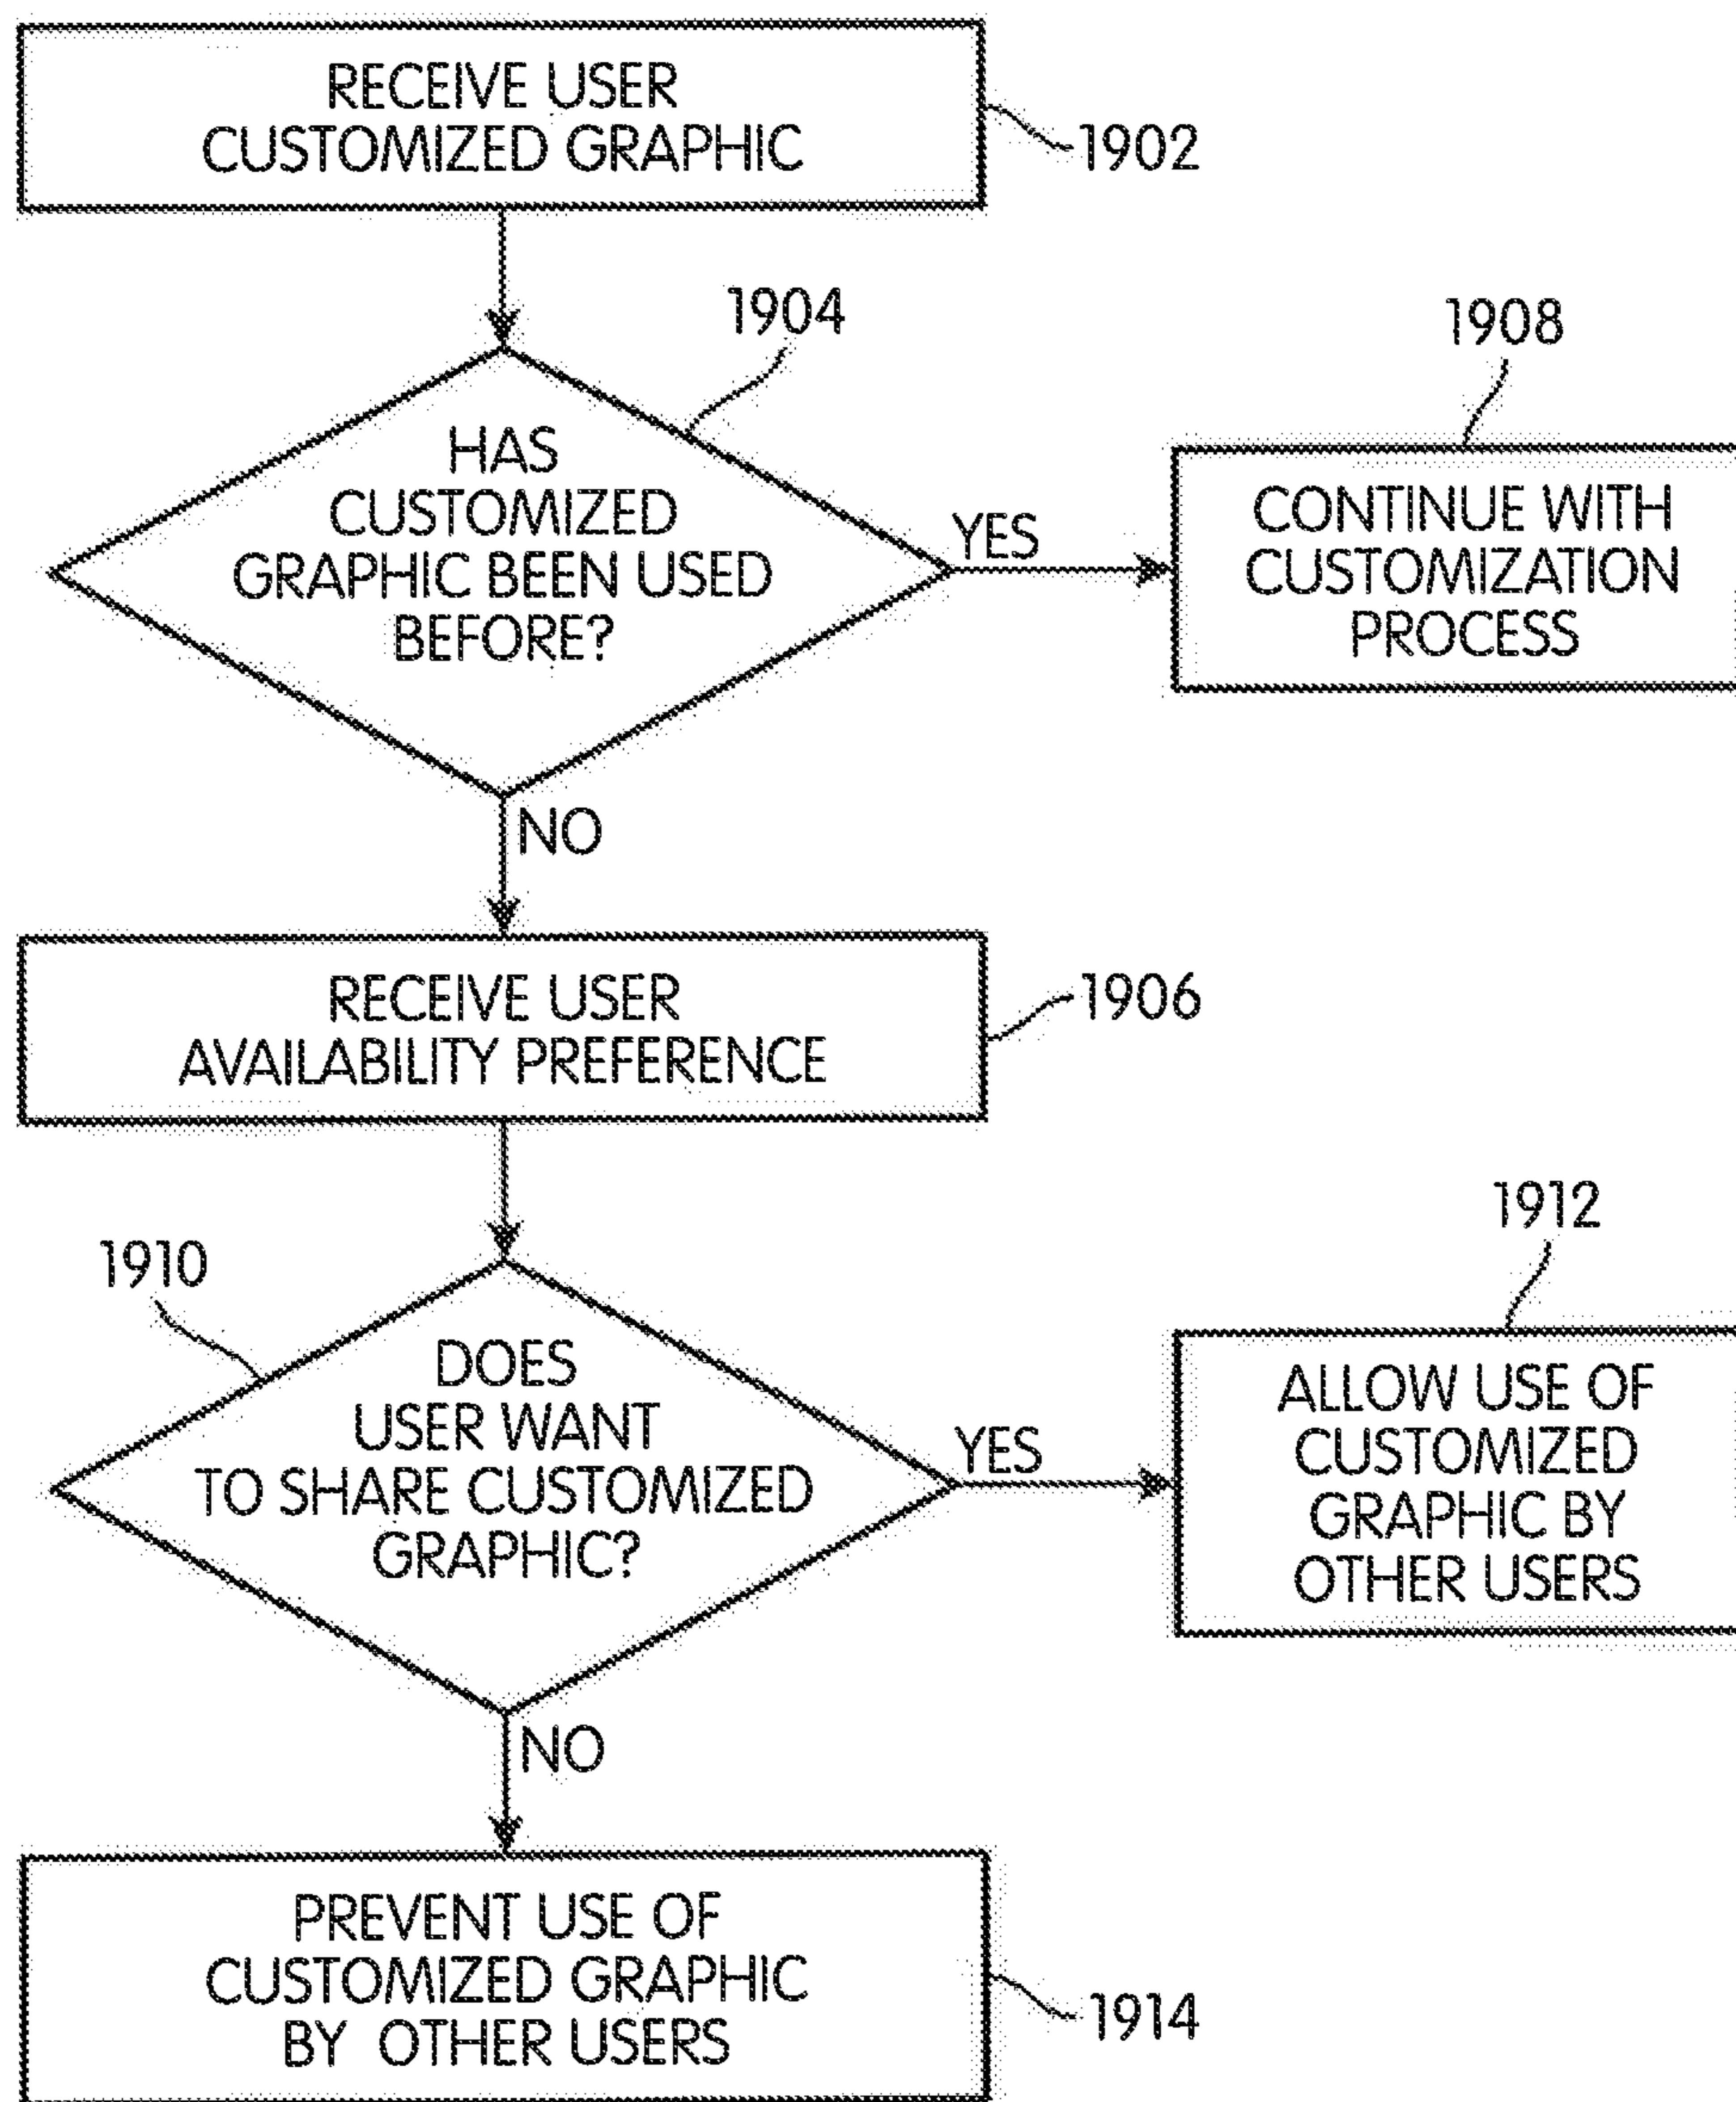 RECEIVE USER
CUSTOMIZED GRAPHIC
1902
1904
HAS
CUSTOMIZED
GRAPHIC BEEN USED
BEFORE?
YES
1908
CONTINUE WITH
CUSTOMIZATION
PROCESS
NO
RECEIVE USER
AVAILABILITY PREFERENCE
1906
1910
DOES
USER WANT
TO SHARE CUSTOMIZED
GRAPHIC?
YES
1912
ALLOW USE OF
CUSTOMIZED
GRAPHIC BY
OTHER USERS
NO
PREVENT USE OF
CUSTOMIZED GRAPHIC
BY OTHER USERS
1914